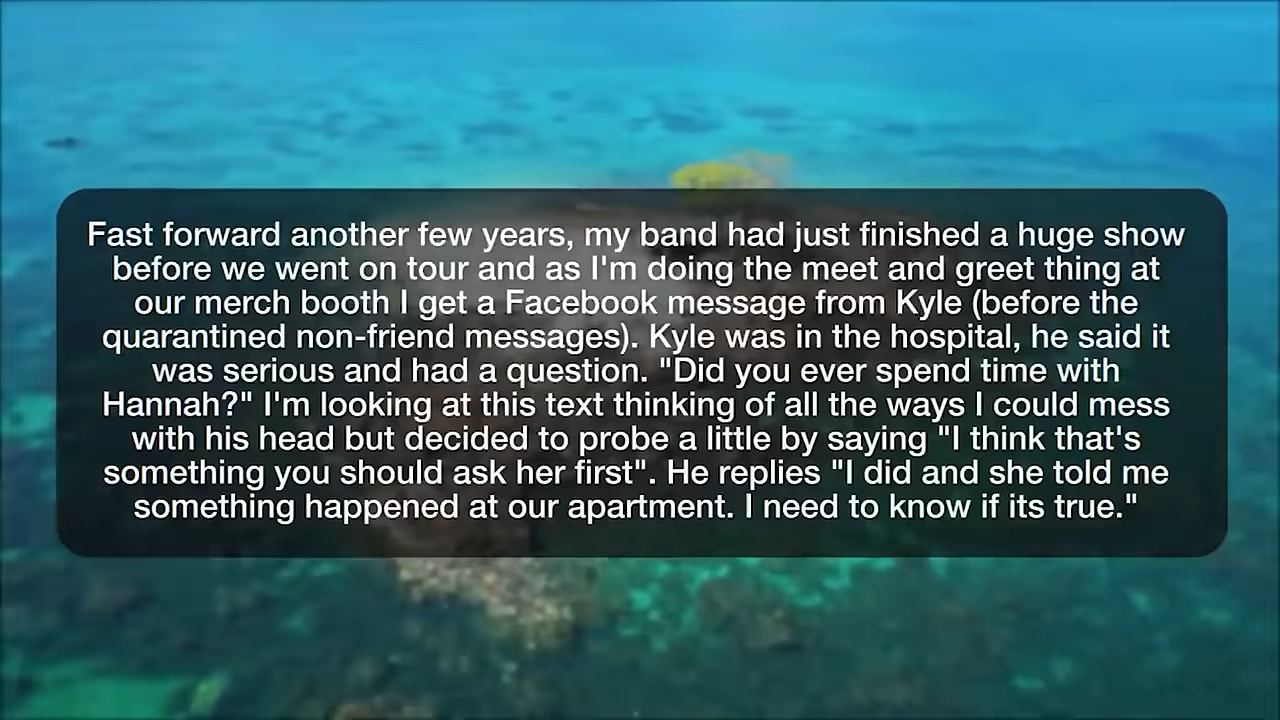 Fast forward another few years, my band had just finished a huge show
before we went on tour and as I'm doing the meet and greet thing at
our merch booth I get a Facebook message from Kyle (before the
quarantined non-friend messages). Kyle was in the hospital, he said it
was serious and had a question. "Did you ever spend time with
Hannah?" I'm looking at this text thinking of all the ways I could mess
with his head but decided to probe a little by saying "I think that's
something you should ask her first". He replies "I did and she told me
something happened at our apartment. I need to know if its true."